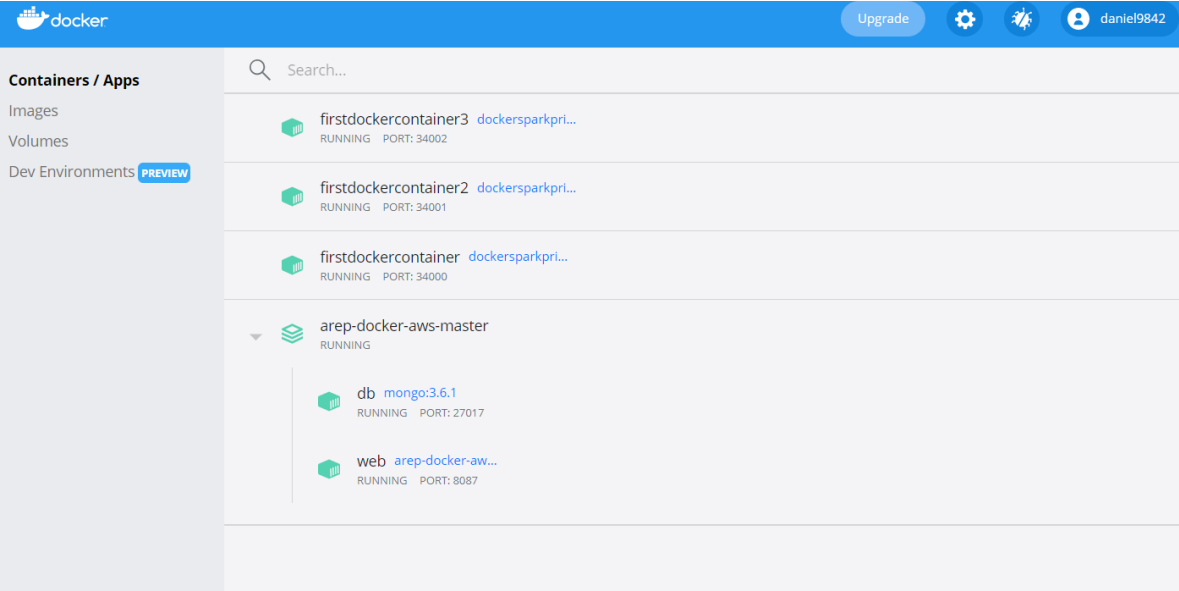 docker
Upgrade
daniel9842
Containers / Apps
Images
Volumes
Dev Environments PREVIEW
Search...
firstdockercontainer3 dockersparkpri...
RUNNING PORT: 34002
firstdockercontainer2 dockersparkpri...
RUNNING PORT: 34001
firstdockercontainer dockersparkpri...
RUNNING PORT: 34000
arep-docker-aws-master
RUNNING
db mongo:3.6.1
RUNNING PORT: 27017
web arep-docker-aw...
RUNNING PORT: 8087